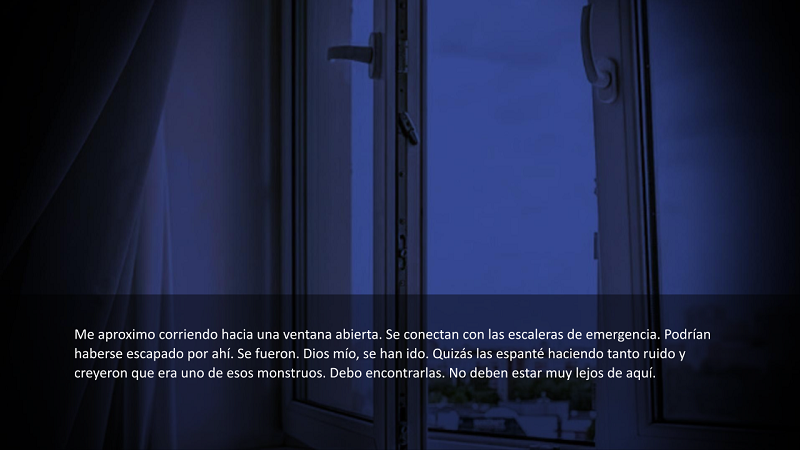 Me aproximo corriendo hacia una ventana abierta. Se conectan con las escaleras de emergencia. Podrían
haberse escapado por ahí. Se fueron. Dios mío, se han ido. Quizás las espanté haciendo tanto ruido y
creyeron que era uno de esos monstruos. Debo encontrarlas. No deben estar muy lejos de aquí.